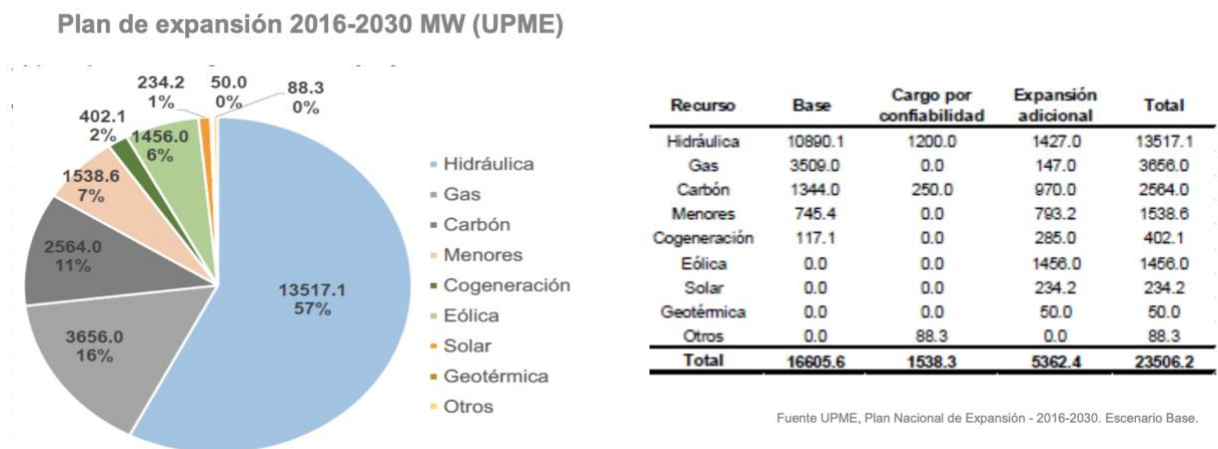 Plan de expansión 2016-2030 MW (UPME)
234.2
1%
50.0
0%
88.3
0%
402.1
2%
1456.0
6%
1538.6
7%
2564.0
11%
3656.0
16%
13517.1
57%
Hidráulica
Gas
Carbón
Menores
Cogeneración
Eólica
Solar
Geotérmica
Otros
Recurso Base Cargo por confiabilidad Expansión adicional Total
Hidráulica 10890.1 1200.0 1427.0 13517.1
Gas 3509.0 0.0 147.0 3656.0
Carbón 1344.0 250.0 970.0 2564.0
Menores 745.4 0.0 793.2 1538.6
Cogeneración 117.1 0.0 285.0 402.1
Eólica 0.0 0.0 1456.0 1456.0
Solar 0.0 0.0 234.2 234.2
Geotérmica 0.0 0.0 50.0 50.0
Otros 0.0 88.3 0.0 88.3
Total 16605.6 1538.3 5362.4 23506.2
Fuente UPME, Plan Nacional de Expansión - 2016-2030. Escenario Base.